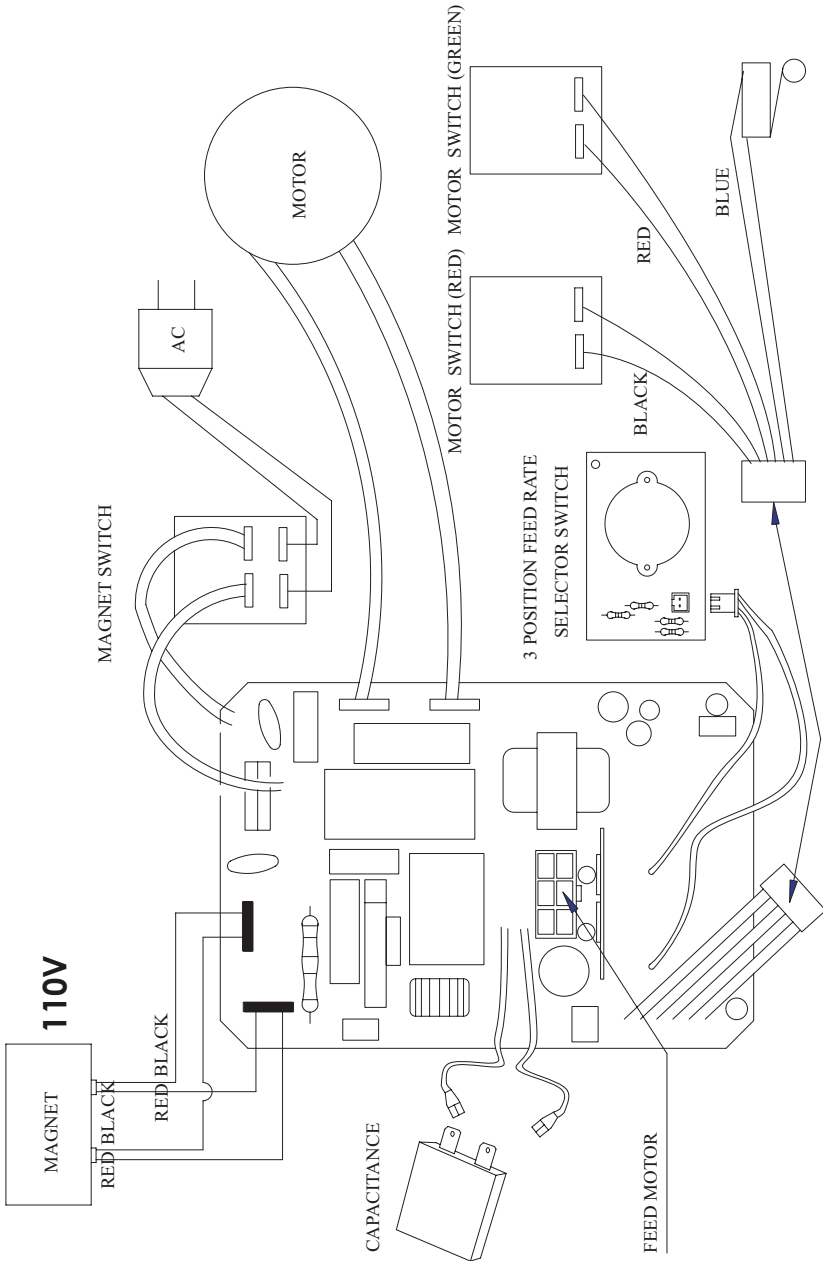 MAGNET
110V
RED BLACK
RED BLACK
MAGNET SWITCH
AC
MOTOR
CAPACITANCE
FEED MOTOR
3 POSITION FEED RATE
SELECTOR SWITCH
MOTOR SWITCH (RED)
MOTOR SWITCH (GREEN)
BLACK
RED
BLUE